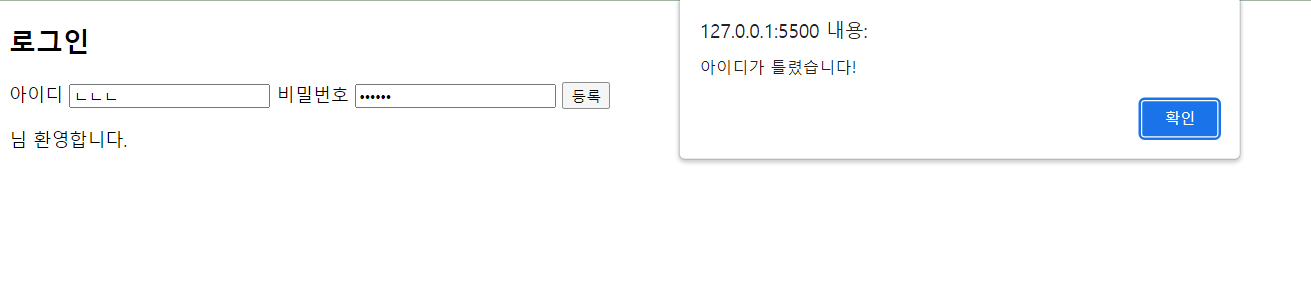 로그인
아이디 ㄴㄴㄴ 비밀번호 •••••• 등록
님 환영합니다.
127.0.0.1:5500 내용:
아이디가 틀렸습니다!
확인